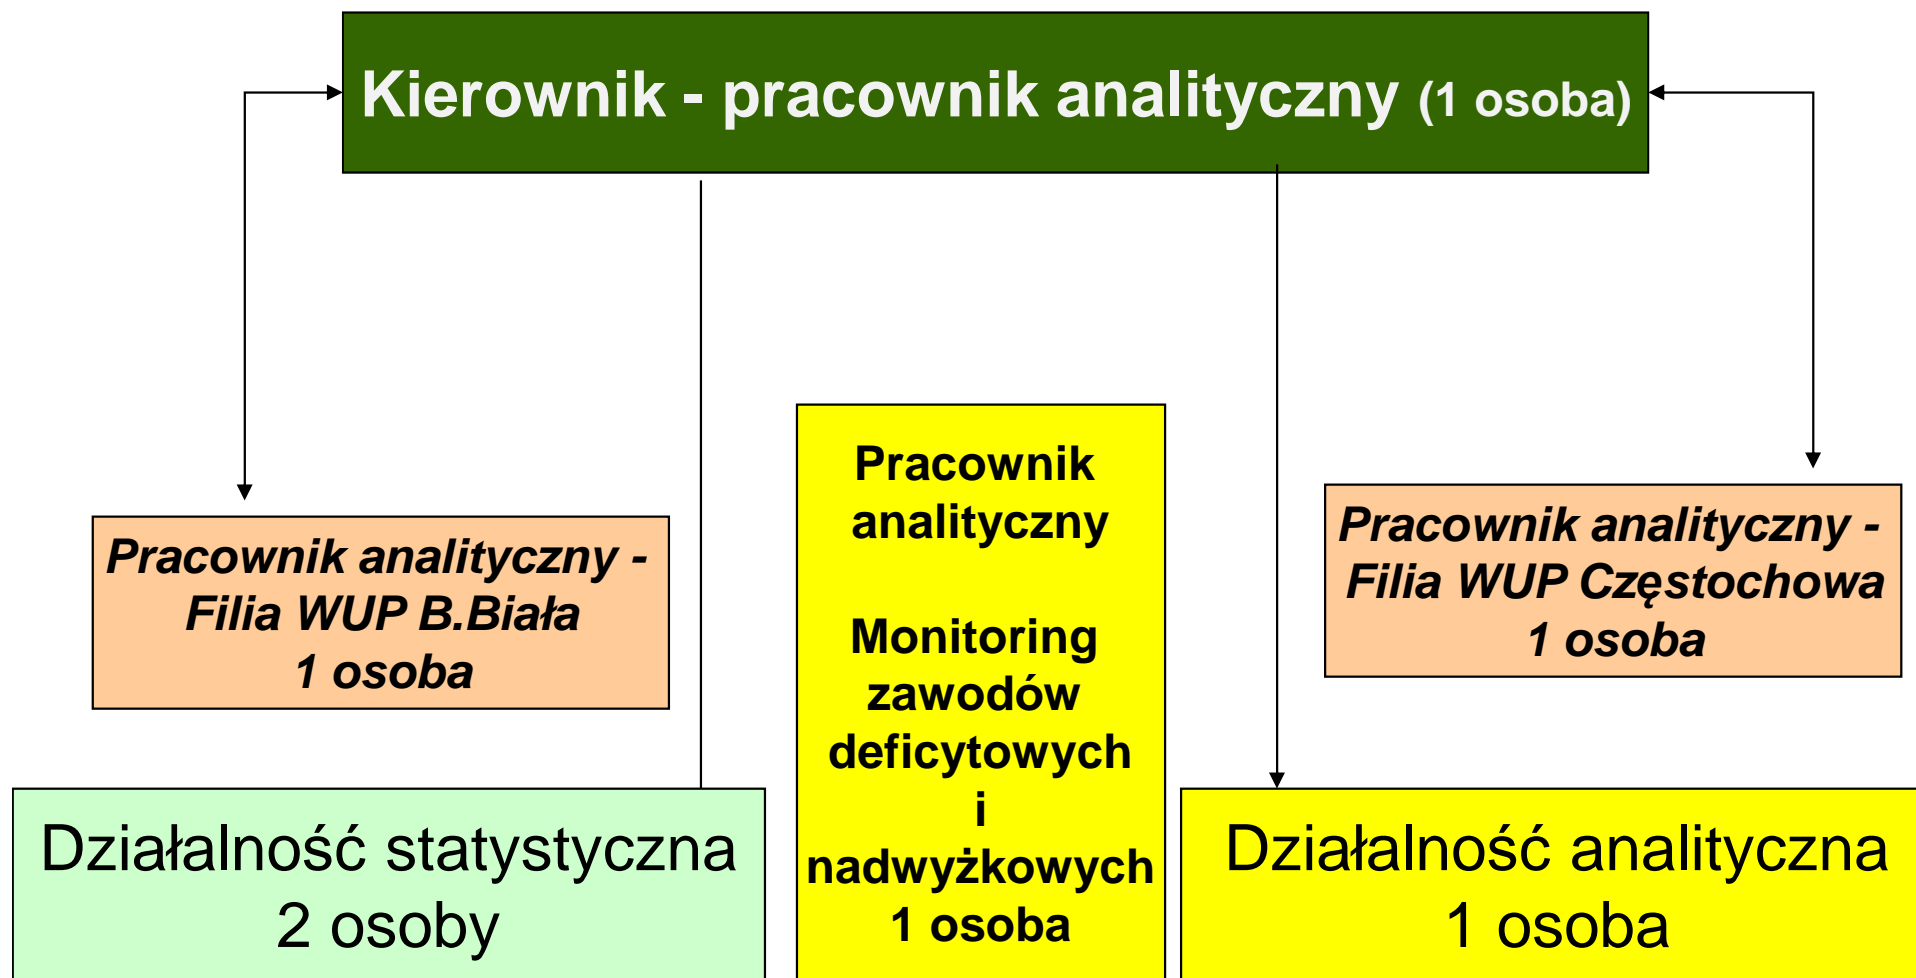 Kierownik - pracownik analityczny (1 osoba)
Pracownik analityczny -
Filia WUP B.Biała
1 osoba
Pracownik
analityczny
Monitoring
zawodów
deficytowych
i
nadwyżkowych
1 osoba
Pracownik analityczny -
Filia WUP Częstochowa
1 osoba
Działalność statystyczna
2 osoby
Działalność analityczna
1 osoba